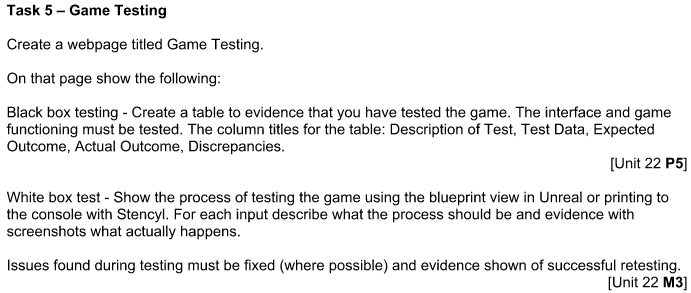 Task 5 – Game Testing
Create a webpage titled Game Testing.
On that page show the following:
Black box testing - Create a table to evidence that you have tested the game. The interface and game
functioning must be tested. The column titles for the table: Description of Test, Test Data, Expected
Outcome, Actual Outcome, Discrepancies.
[Unit 22 P5]
White box test - Show the process of testing the game using the blueprint view in Unreal or printing to
the console with Stencyl. For each input describe what the process should be and evidence with
screenshots what actually happens.
Issues found during testing must be fixed (where possible) and evidence shown of successful retesting.
[Unit 22 M3]